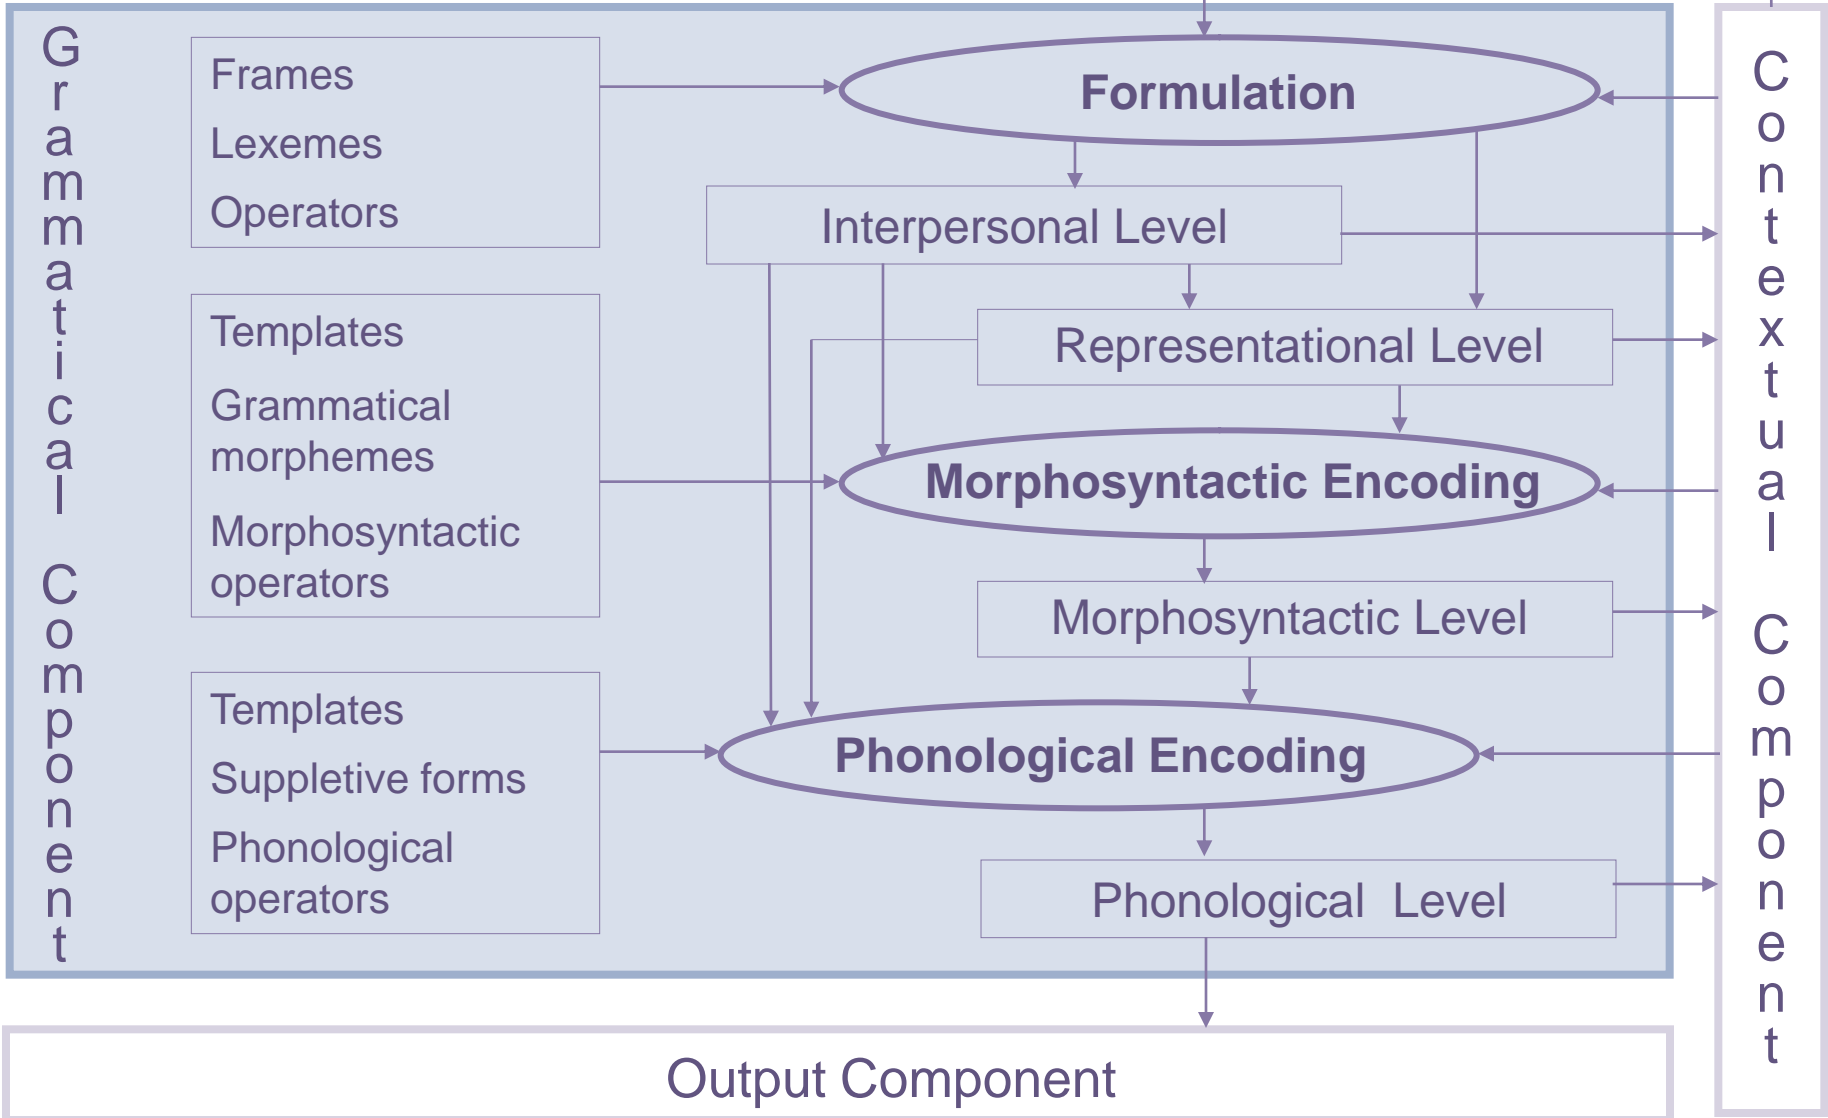 Grammatical Component
Frames
Lexemes
Operators
Formulation
Interpersonal Level
Templates
Grammatical
morphemes
Morphosyntactic
operators
Representational Level
Morphosyntactic Encoding
Morphosyntactic Level
Templates
Suppletive forms
Phonological
operators
Phonological Encoding
Phonological Level
Contextual Component
Output Component